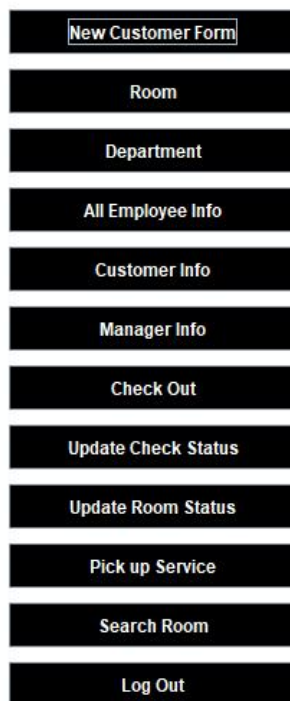 New Customer Form
Room
Department
All Employee Info
Customer Info
Manager Info
Check Out
Update Check Status
Update Room Status
Pick up Service
Search Room
Log Out